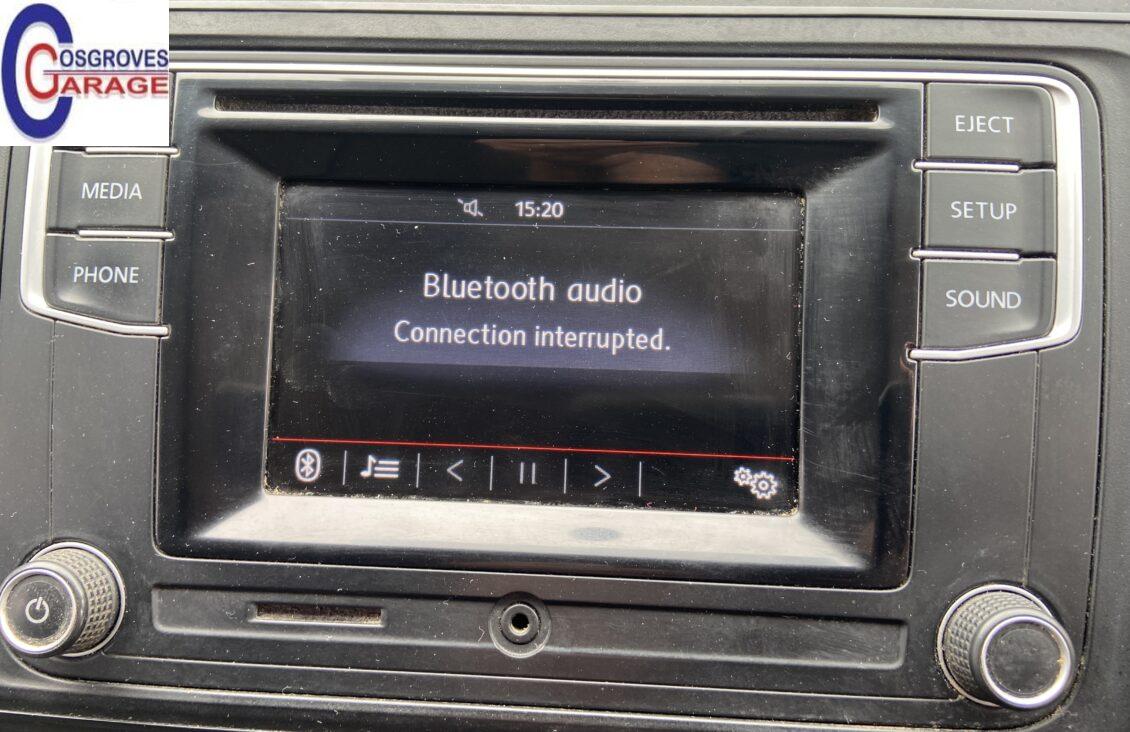 COSGROVES
GARAGE
EJECT
MEDIA
SETUP
15:20
PHONE
Bluetooth audio
SOUND
Connection interrupted.